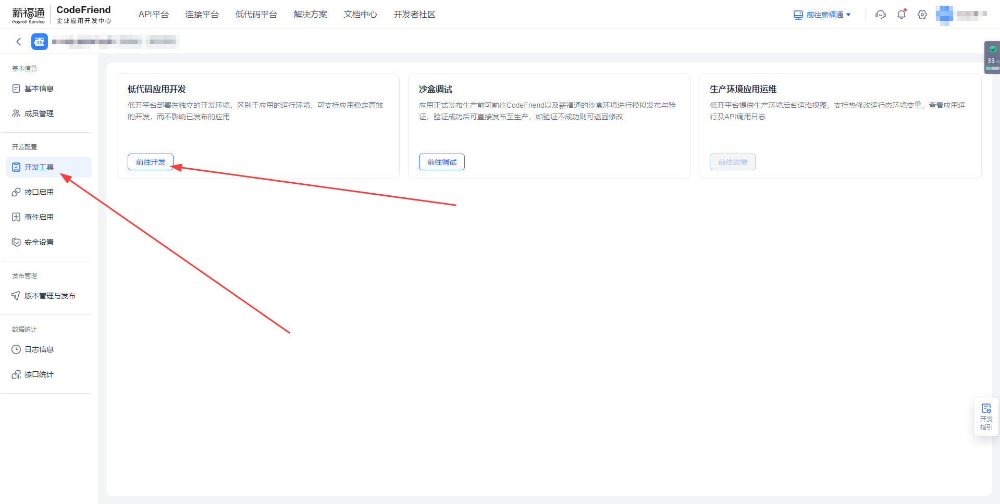 薪福通
Payroll Service
CodeFriend
企业应用开发中心
API平台
连接平台
低代码平台
解决方案
文档中心
开发者社区
前往薪福通
33%
基本信息
基本信息
成员管理
开发配置
开发工具
接口启用
事件启用
安全设置
发布管理
版本管理与发布
数据统计
日志信息
接口统计
低代码应用开发
低开平台部署在独立的开发环境，区别于应用的运行环境，可支持应用稳定高效
的开发，而不影响已发布的应用
前往开发
沙盒调试
应用正式发布生产前可前往CodeFriend以及薪福通的沙盒环境进行模拟发布与验
证，验证成功后可直接发布至生产，如验证不成功则可返回修改
前往调试
生产环境应用运维
低开平台提供生产环境后台运维视图，支持热修改运行态环境变量、查看应用运
行及API调用日志
前往运维
开发
指引